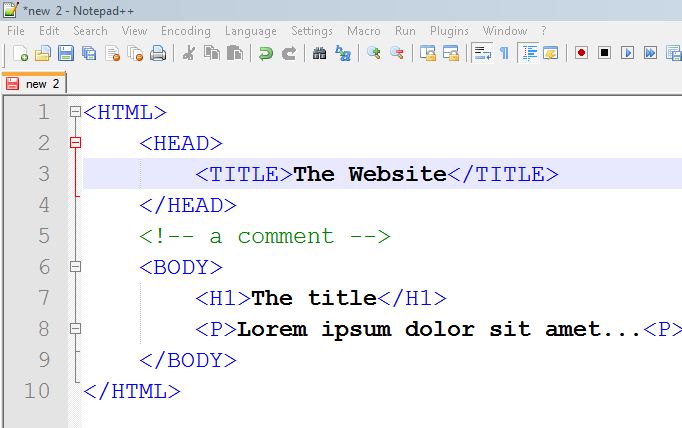 *new 2 - Notepad++
File Edit Search View Encoding Language Settings Macro Run Plugins Window ?
new 2
1 <HTML>
2 <HEAD>
3 <TITLE>The Website</TITLE>
4 </HEAD>
5 <!-- a comment -->
6 <BODY>
7 <H1>The title</H1>
8 <P>Lorem ipsum dolor sit amet...<P>
9 </BODY>
10 </HTML>